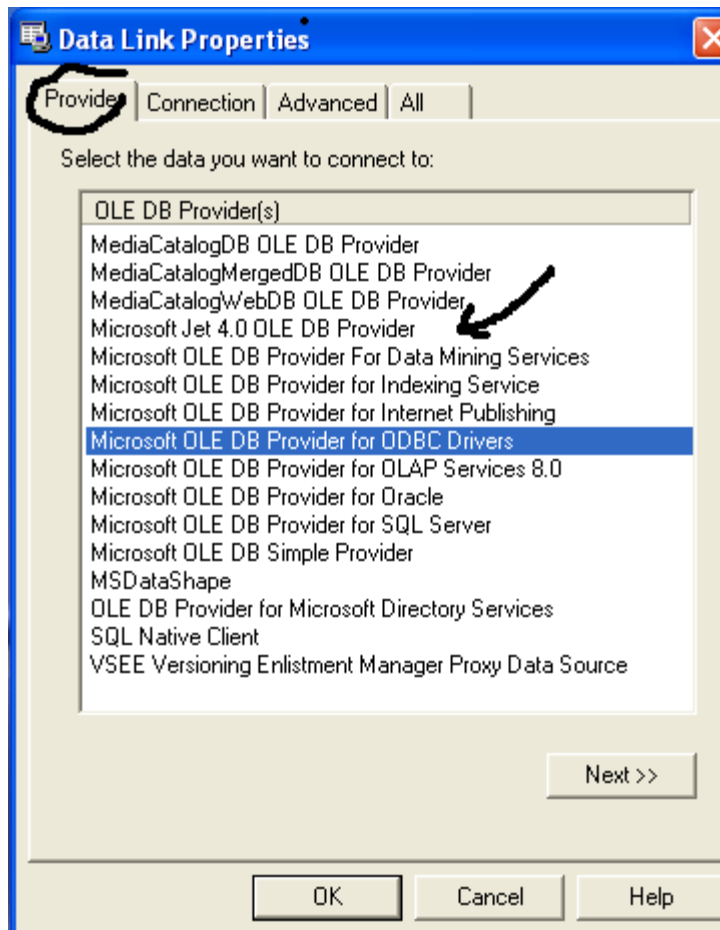 Data Link Properties
Provider Connection Advanced All
Select the data you want to connect to:
OLE DB Provider(s)
MediaCatalogDB OLE DB Provider
MediaCatalogMergedDB OLE DB Provider
MediaCatalogWebDB OLE DB Provider
Microsoft Jet 4.0 OLE DB Provider
Microsoft OLE DB Provider For Data Mining Services
Microsoft OLE DB Provider for Indexing Service
Microsoft OLE DB Provider for Internet Publishing
Microsoft OLE DB Provider for ODBC Drivers
Microsoft OLE DB Provider for OLAP Services 8.0
Microsoft OLE DB Provider for Oracle
Microsoft OLE DB Provider for SQL Server
Microsoft OLE DB Simple Provider
MSDataShape
OLE DB Provider for Microsoft Directory Services
SQL Native Client
VSEE Versioning Enlistment Manager Proxy Data Source
Next >>
OK Cancel Help